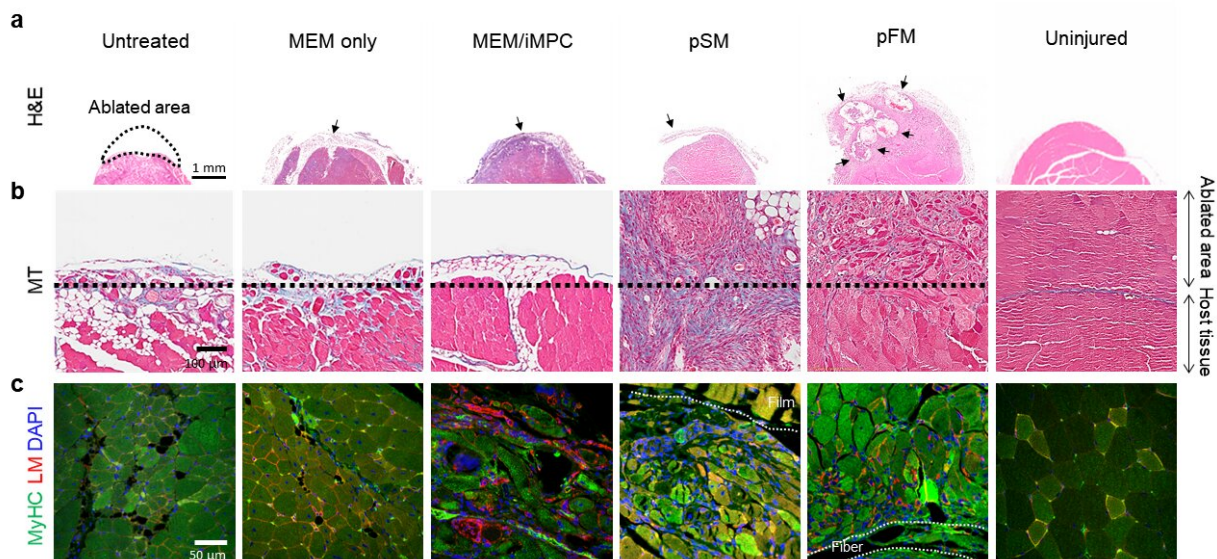 a
Untreated
MEM only
MEM/iMPC
pSM
pFM
Uninjured
H&E
Ablated area
1 mm
b
MT
100 µm
Ablated area
Host tissue
c
MyHC LM DAPI
50 µm
Film
Fiber